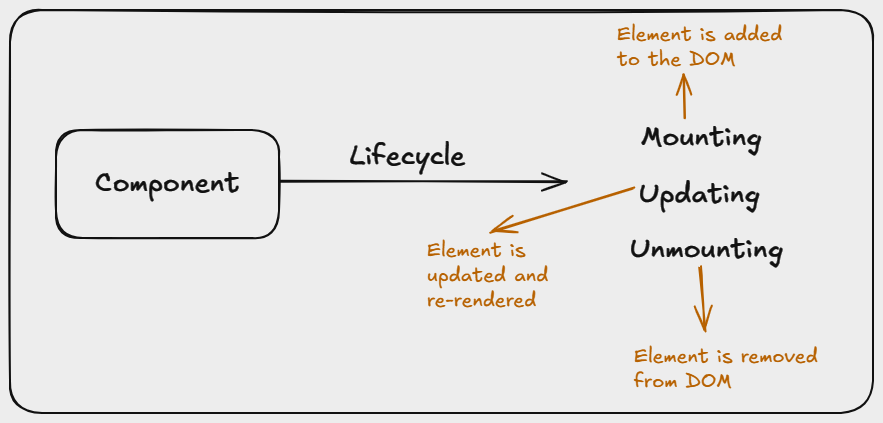 Element is added
to the DOM
Mounting
Lifecycle
Component
Updating
Element is
updated and
re-rendered
Unmounting
Element is removed
from DOM